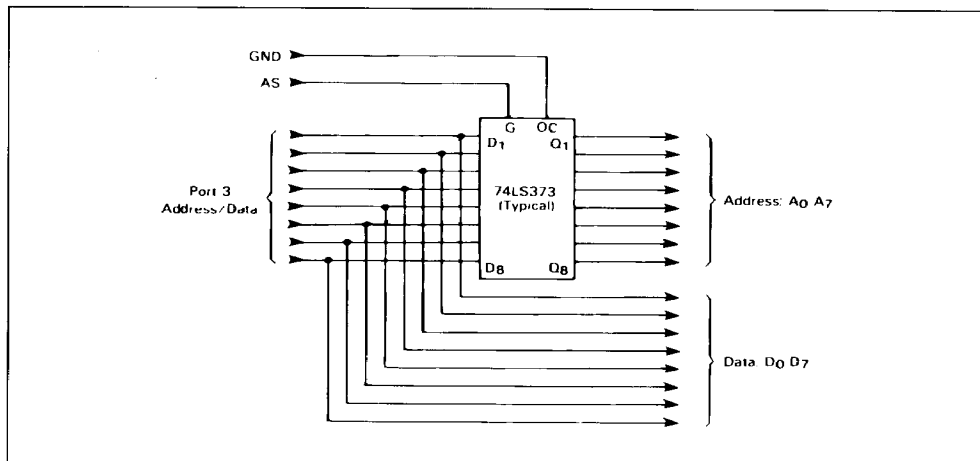 GND
AS
G OC
D1 Q1
Port 3
Address/Data
74LS373
(Typical)
Address: A0 A7
D8 Q8
Data: D0 D7